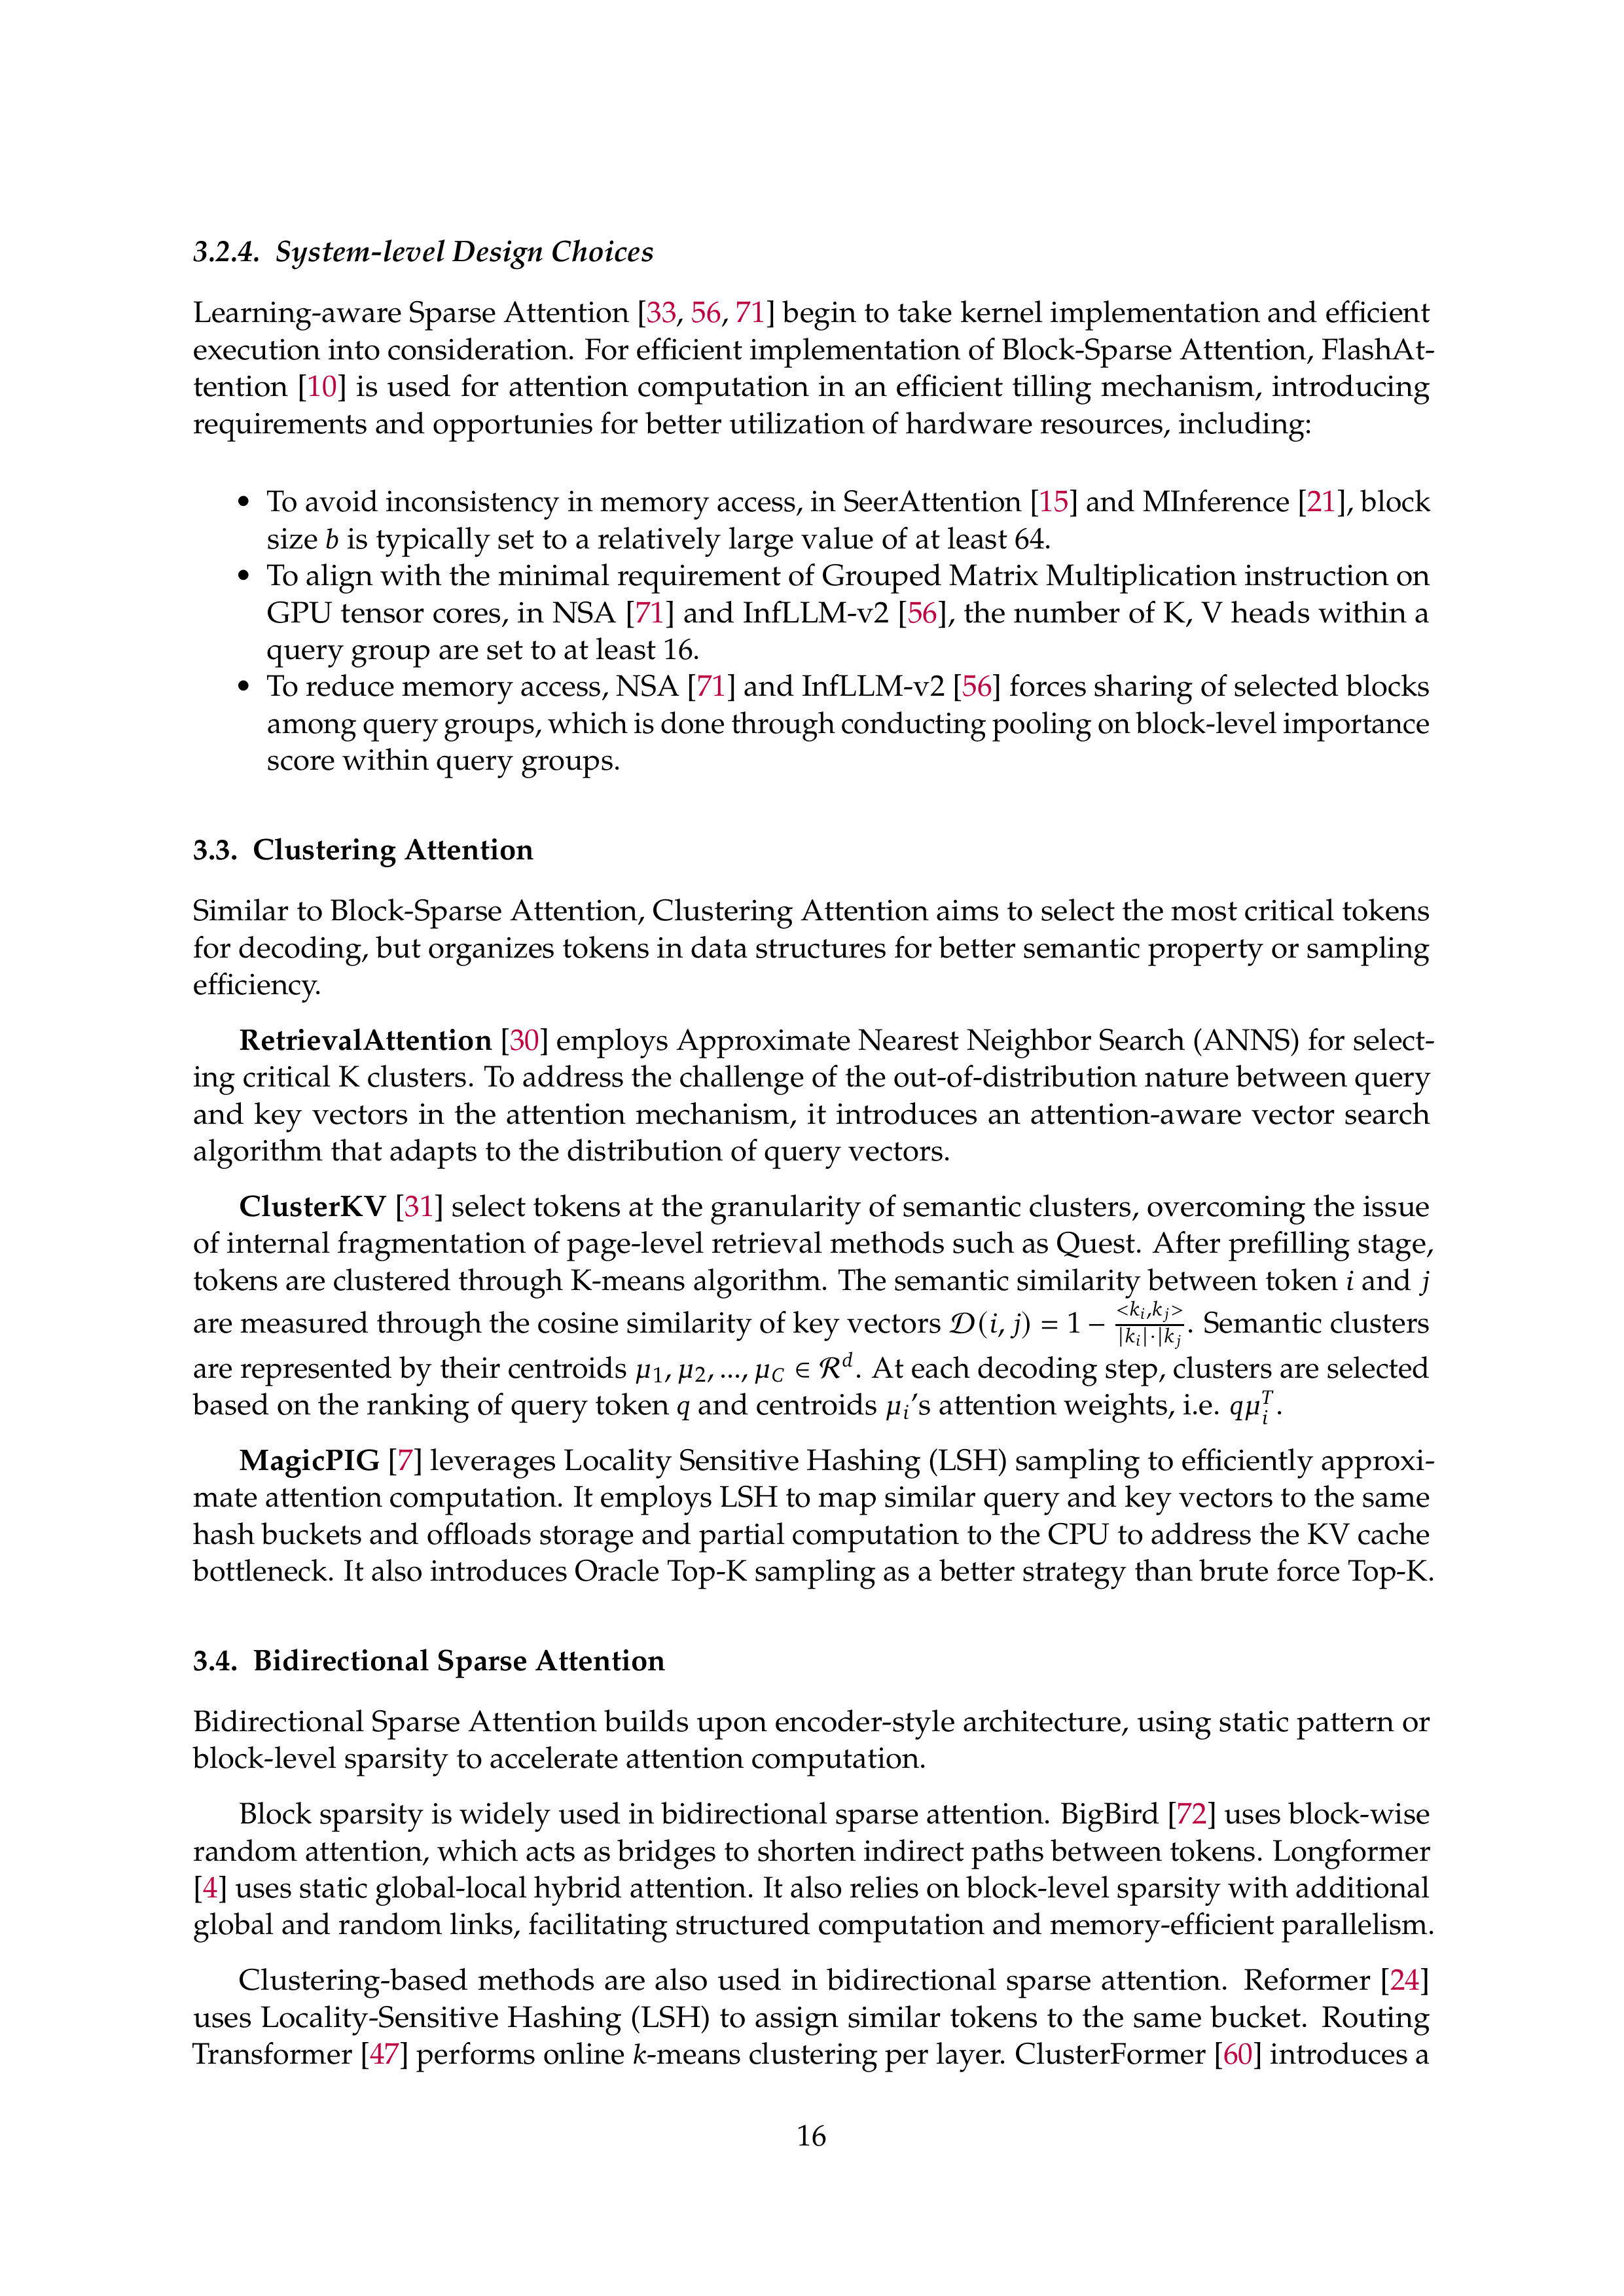 3.2.4. System-level Design Choices
Learning-aware Sparse Attention [33, 56, 71] begin to take kernel implementation and efficient
execution into consideration. For efficient implementation of Block-Sparse Attention, FlashAt-
tention [10] is used for attention computation in an efficient tilling mechanism, introducing
requirements and opportunies for better utilization of hardware resources, including:
• To avoid inconsistency in memory access, in SeerAttention [15] and MInference [21], block
size b is typically set to a relatively large value of at least 64.
• To align with the minimal requirement of Grouped Matrix Multiplication instruction on
GPU tensor cores, in NSA [71] and InfLLM-v2 [56], the number of K, V heads within a
query group are set to at least 16.
• To reduce memory access, NSA [71] and InfLLM-v2 [56] forces sharing of selected blocks
among query groups, which is done through conducting pooling on block-level importance
score within query groups.
3.3. Clustering Attention
Similar to Block-Sparse Attention, Clustering Attention aims to select the most critical tokens
for decoding, but organizes tokens in data structures for better semantic property or sampling
efficiency.
RetrievalAttention [30] employs Approximate Nearest Neighbor Search (ANNS) for select-
ing critical K clusters. To address the challenge of the out-of-distribution nature between query
and key vectors in the attention mechanism, it introduces an attention-aware vector search
algorithm that adapts to the distribution of query vectors.
ClusterKV [31] select tokens at the granularity of semantic clusters, overcoming the issue
of internal fragmentation of page-level retrieval methods such as Quest. After prefilling stage,
tokens are clustered through K-means algorithm. The semantic similarity between token i and j
are measured through the cosine similarity of key vectors 𝒟(i, j) = 1 − <k_i,k_j> / |k_i|·|k_j. Semantic clusters
are represented by their centroids μ_1, μ_2, ..., μ_C ∈ ℛ^d. At each decoding step, clusters are selected
based on the ranking of query token q and centroids μ_i's attention weights, i.e. qμ_i^T.
MagicPIG [7] leverages Locality Sensitive Hashing (LSH) sampling to efficiently approxi-
mate attention computation. It employs LSH to map similar query and key vectors to the same
hash buckets and offloads storage and partial computation to the CPU to address the KV cache
bottleneck. It also introduces Oracle Top-K sampling as a better strategy than brute force Top-K.
3.4. Bidirectional Sparse Attention
Bidirectional Sparse Attention builds upon encoder-style architecture, using static pattern or
block-level sparsity to accelerate attention computation.
Block sparsity is widely used in bidirectional sparse attention. BigBird [72] uses block-wise
random attention, which acts as bridges to shorten indirect paths between tokens. Longformer
[4] uses static global-local hybrid attention. It also relies on block-level sparsity with additional
global and random links, facilitating structured computation and memory-efficient parallelism.
Clustering-based methods are also used in bidirectional sparse attention. Reformer [24]
uses Locality-Sensitive Hashing (LSH) to assign similar tokens to the same bucket. Routing
Transformer [47] performs online k-means clustering per layer. ClusterFormer [60] introduces a
16